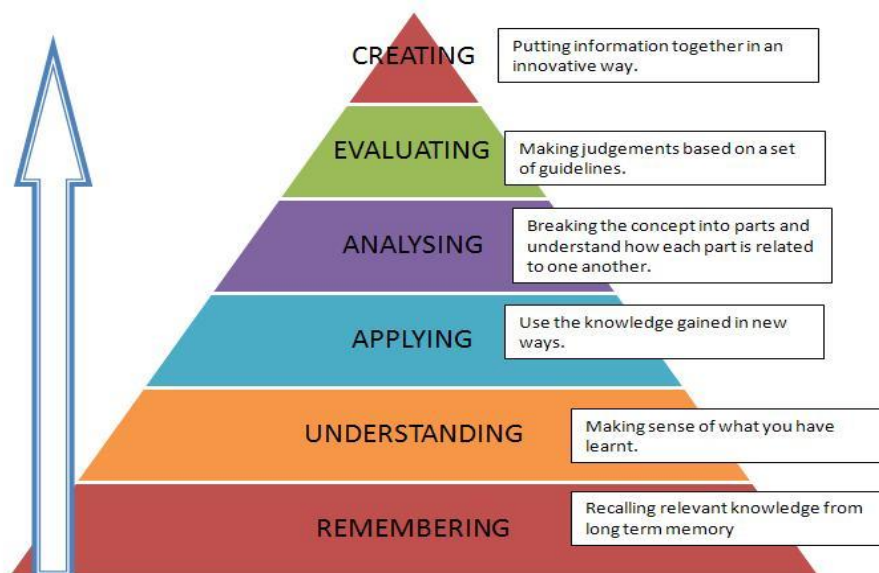 CREATING
Putting information together in an
innovative way.
EVALUATING
Making judgements based on a set
of guidelines.
ANALYSING
Breaking the concept into parts and
understand how each part is related
to one another.
APPLYING
Use the knowledge gained in new
ways.
UNDERSTANDING
Making sense of what you have
learnt.
REMEMBERING
Recalling relevant knowledge from
long term memory